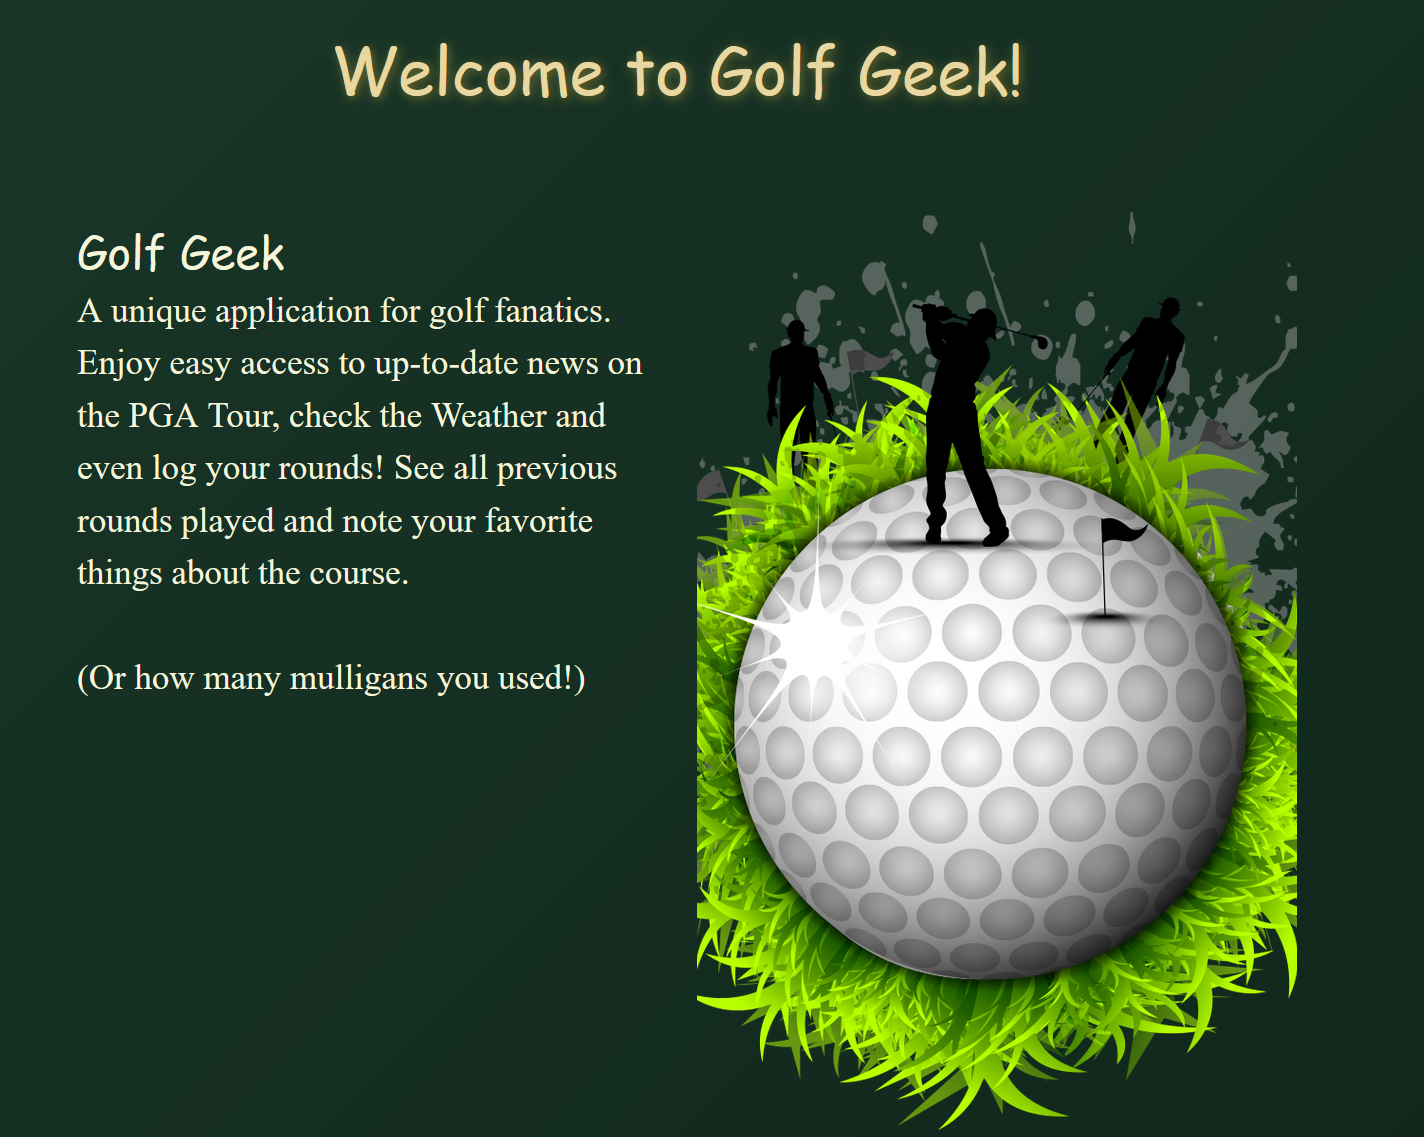 Welcome to Golf Geek!
Golf Geek
A unique application for golf fanatics.
Enjoy easy access to up-to-date news on
the PGA Tour, check the Weather and
even log your rounds! See all previous
rounds played and note your favorite
things about the course.
(Or how many mulligans you used!)